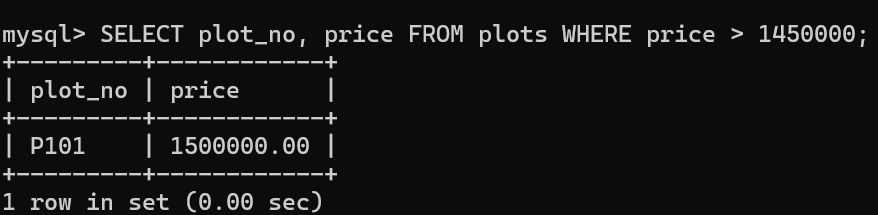 mysql> SELECT plot_no, price FROM plots WHERE price > 1450000;
+---------+------------+
| plot_no | price      |
+---------+------------+
| P101    | 1500000.00 |
+---------+------------+
1 row in set (0.00 sec)